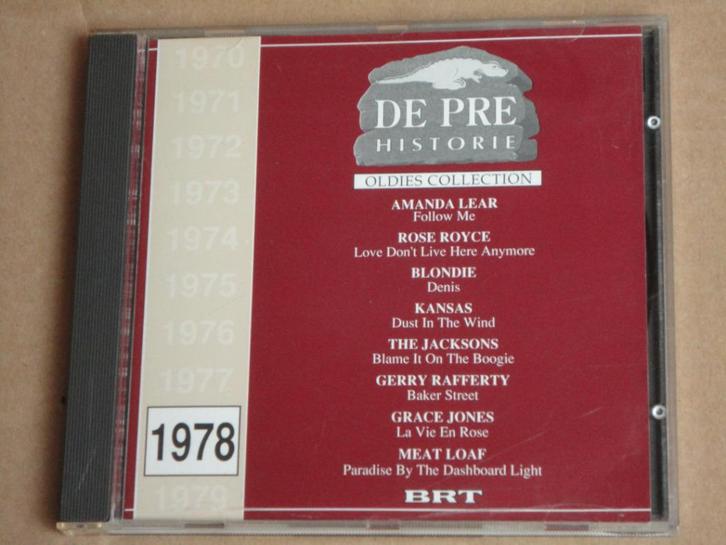 1970
1971
1972
1973
1974
1975
1976
1977
1978
1979
DE PRE
HISTORIE
OLDIES COLLECTION
AMANDA LEAR
Follow Me
ROSE ROYCE
Love Don't Live Here Anymore
BLONDIE
Denis
KANSAS
Dust In The Wind
THE JACKSONS
Blame It On The Boogie
GERRY RAFFERTY
Baker Street
GRACE JONES
La Vie En Rose
MEAT LOAF
Paradise By The Dashboard Light
BRT